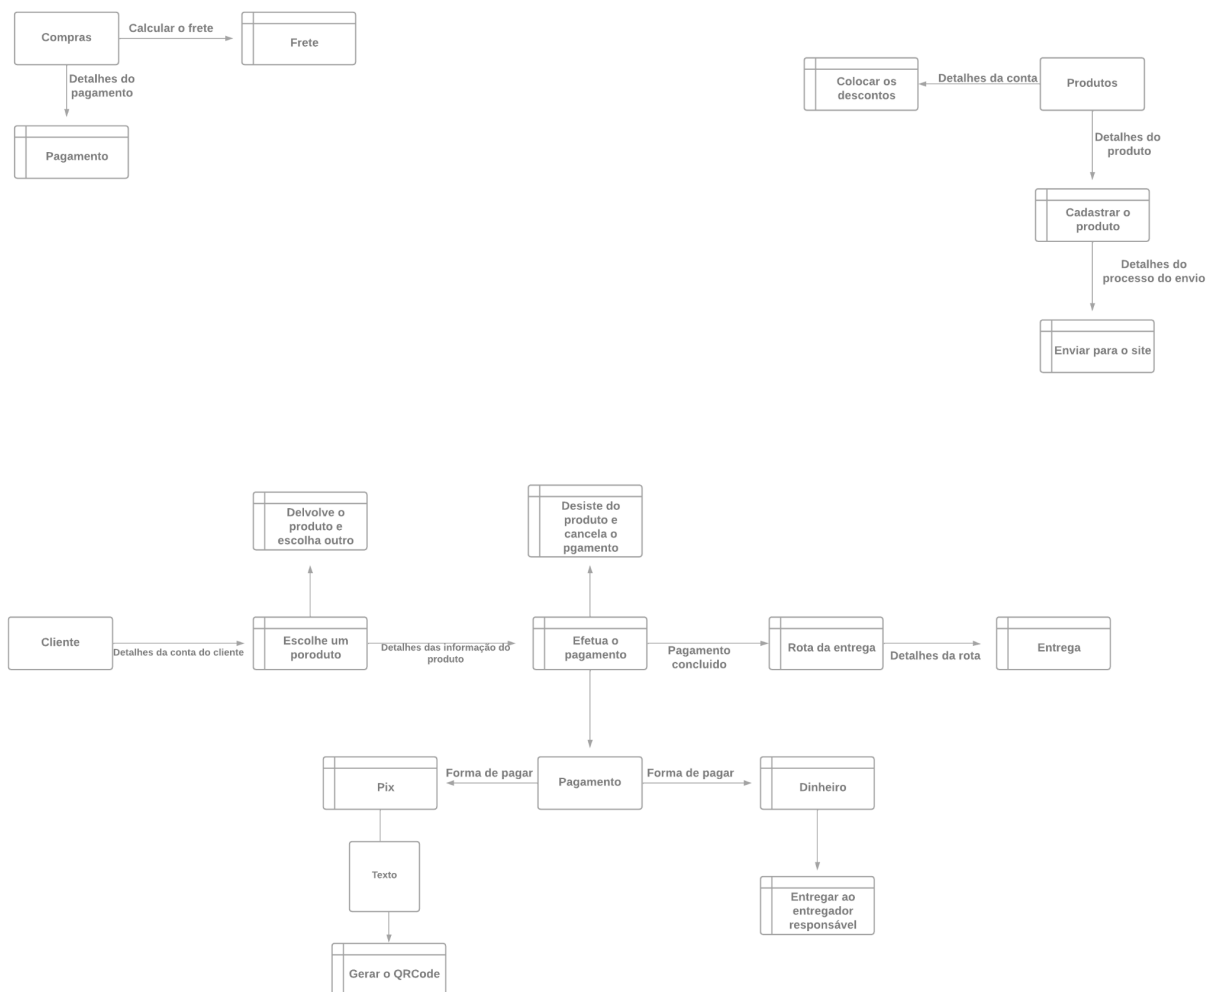 Compras
Calcular o frete
Frete
Detalhes do
pagamento
Pagamento
Colocar os
descontos
Detalhes da conta
Produtos
Detalhes do
produto
Cadastrar o
produto
Detalhes do
processo do envio
Enviar para o site
Delvolve o
produto e
escolha outro
Desiste do
produto e
cancela o
pgamento
Cliente
Detalhes da conta do cliente
Escolhe um
poroduto
Detalhes das informação do
produto
Efetua o
pagamento
Pagamento
concluido
Rota da entrega
Detalhes da rota
Entrega
Pix
Forma de pagar
Pagamento
Forma de pagar
Dinheiro
Texto
Entregar ao
entregador
responsável
Gerar o QRCode